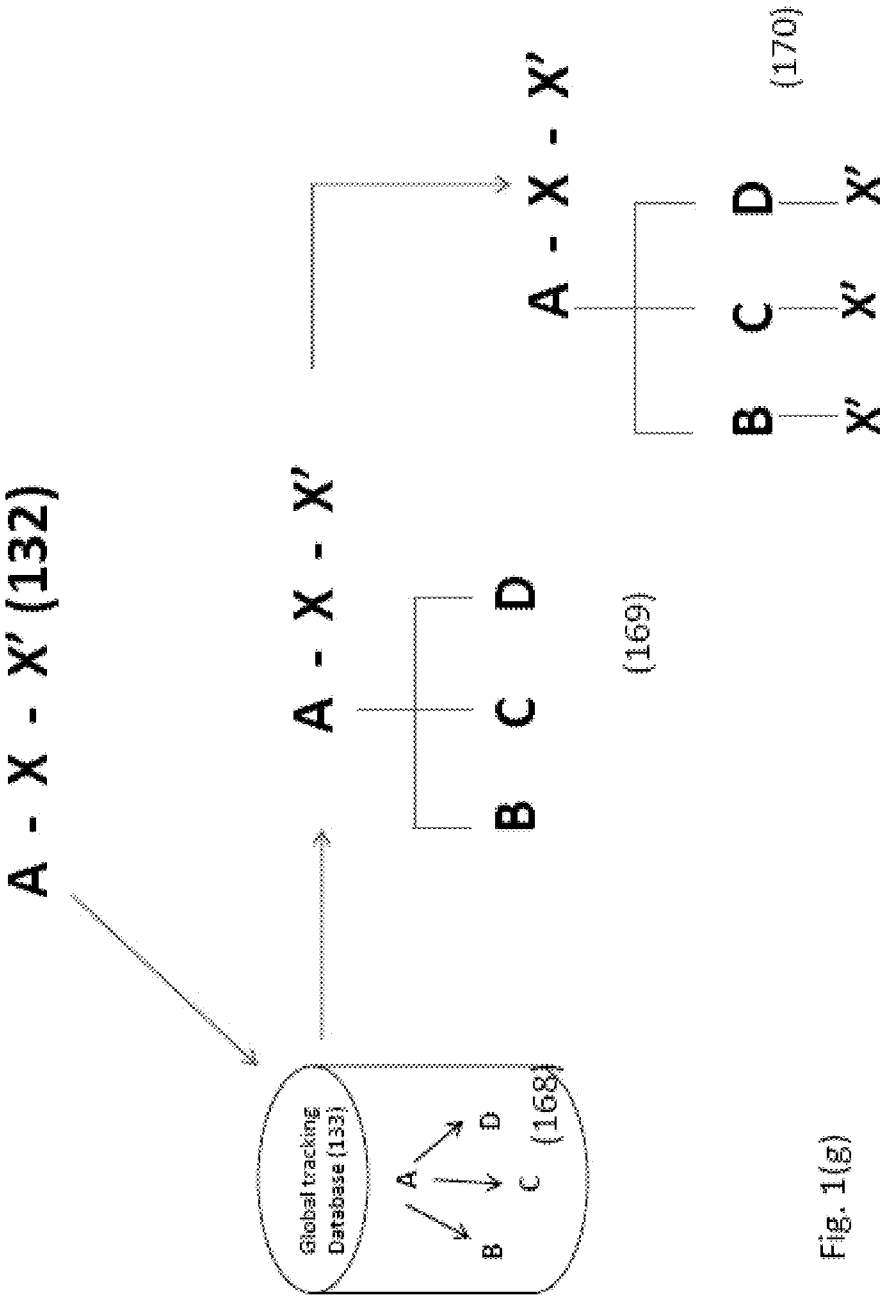 A - X - X' (132)
Global tracking
Database (133)
A
B C D
(168)
A - X - X'
B C D
(169)
A - X - X'
B C D
X' X' X'
(170)
Fig. 1(g)